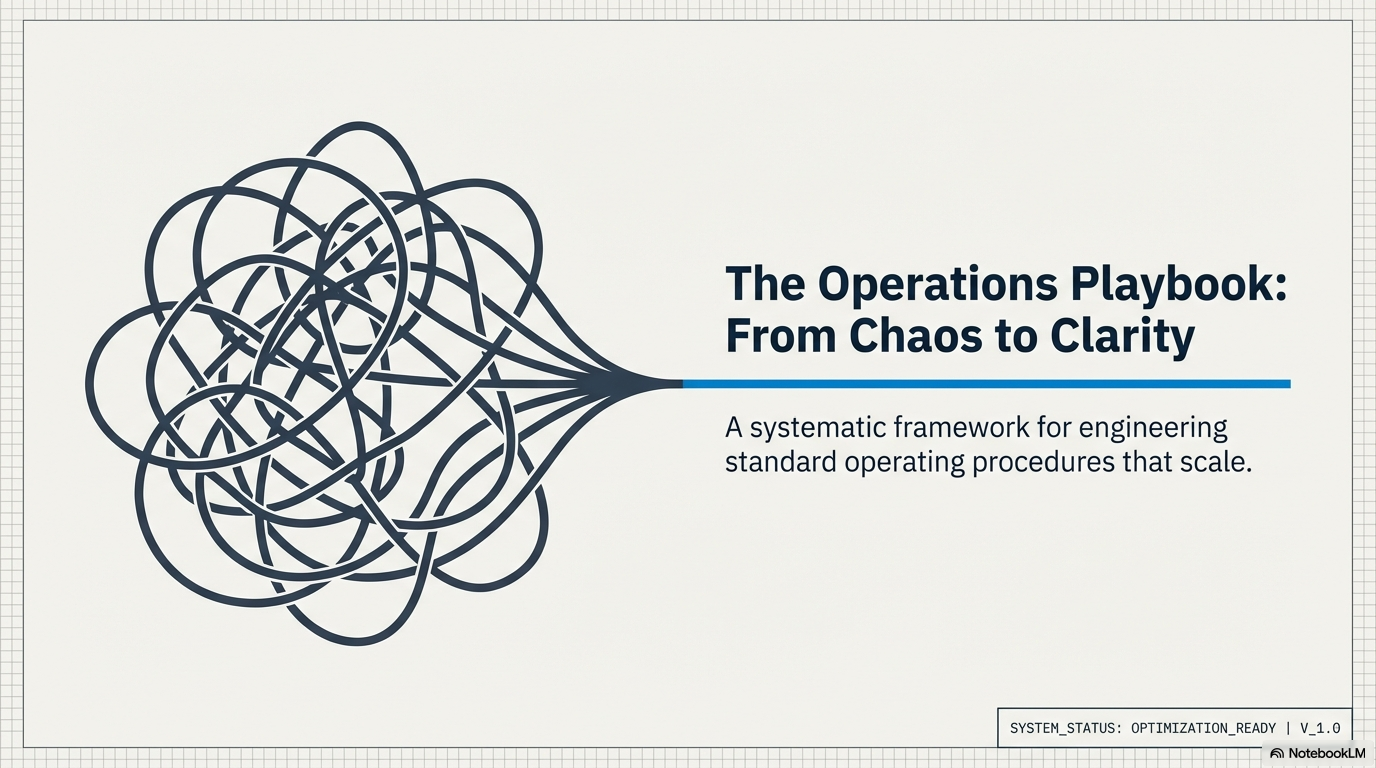 The Operations Playbook:
From Chaos to Clarity
A systematic framework for engineering
standard operating procedures that scale.
SYSTEM_STATUS: OPTIMIZATION_READY | V_1.0
NotebookLM